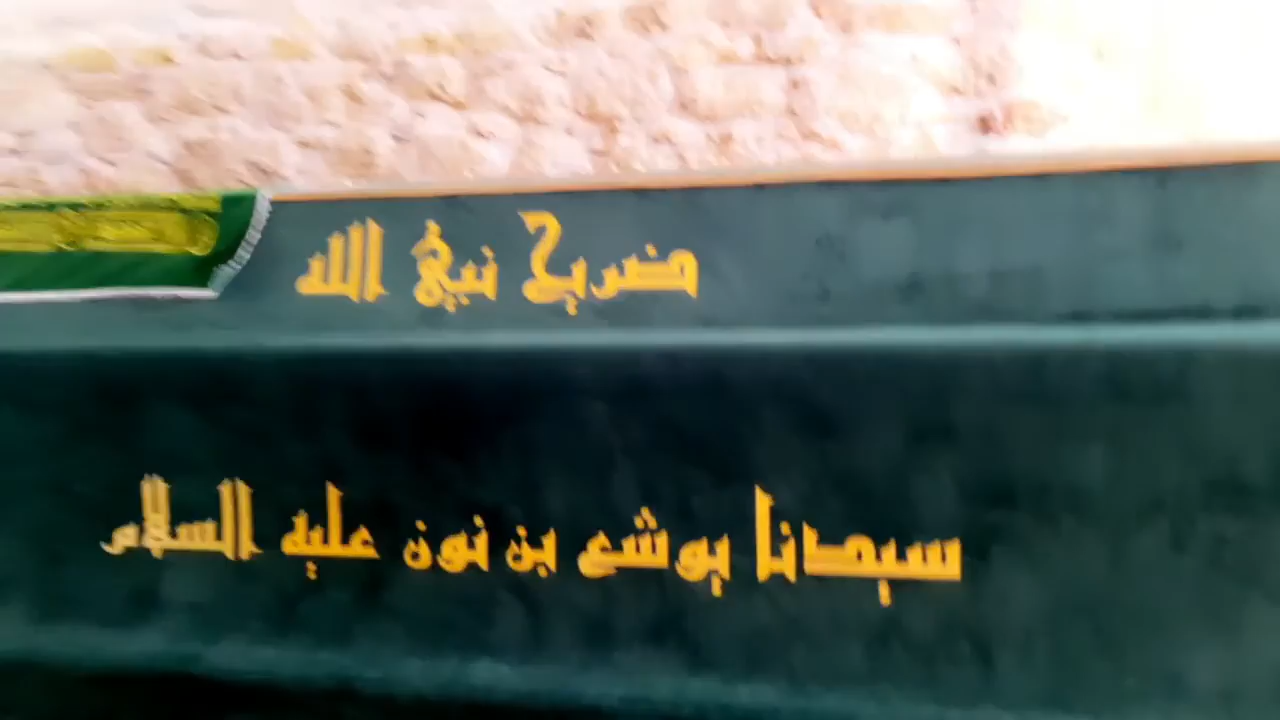 ضريح نبي الله
سيدنا يوشع بن نون عليه السلام